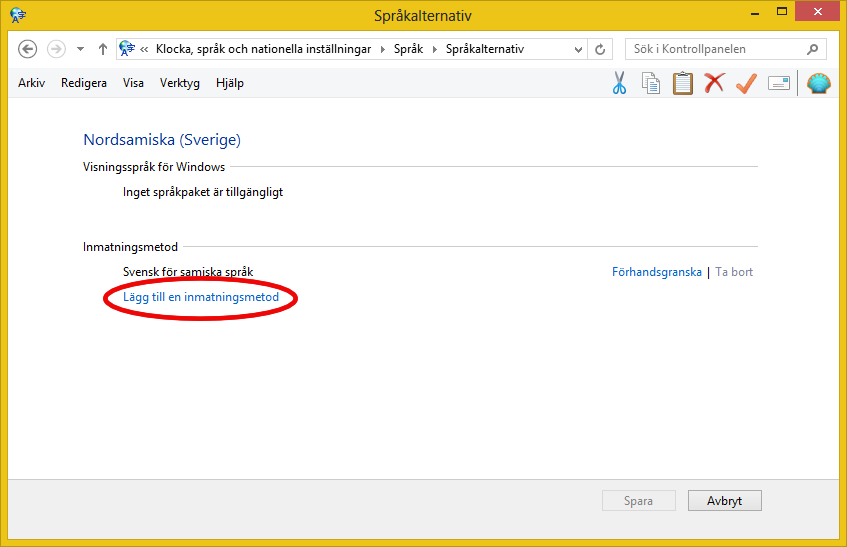 Språkalternativ
« Klocka, språk och nationella inställningar Språk Språkalternativ Sök i Kontrollpanelen
Arkiv Redigera Visa Verktyg Hjälp
Nordsamiska (Sverige)
Visningsspråk för Windows
Inget språkpaket är tillgängligt
Inmatningsmetod
Svensk för samiska språk Förhandsgranska | Ta bort
Lägg till en inmatningsmetod
Spara Avbryt